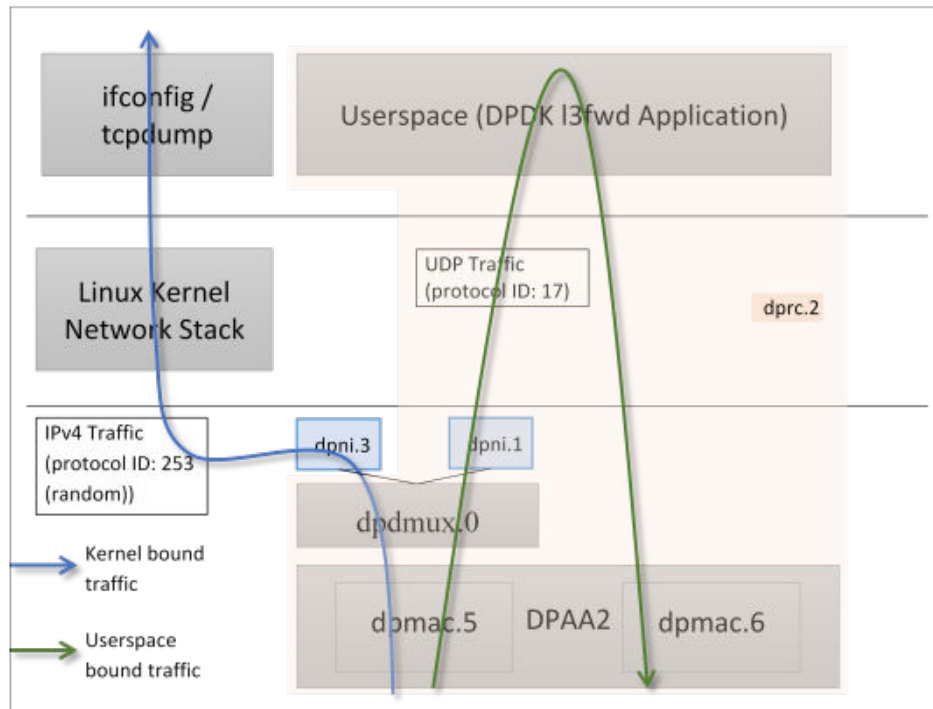 ifconfig /
tcpdump
Userspace (DPDK l3fwd Application)
Linux Kernel
Network Stack
UDP Traffic
(protocol ID: 17)
dprc.2
IPv4 Traffic
(protocol ID: 253
(random))
dpni.3
dpni.1
dpdmux.0
dpmac.5
DPAA2
dpmac.6
Kernel bound
traffic
Userspace
bound traffic